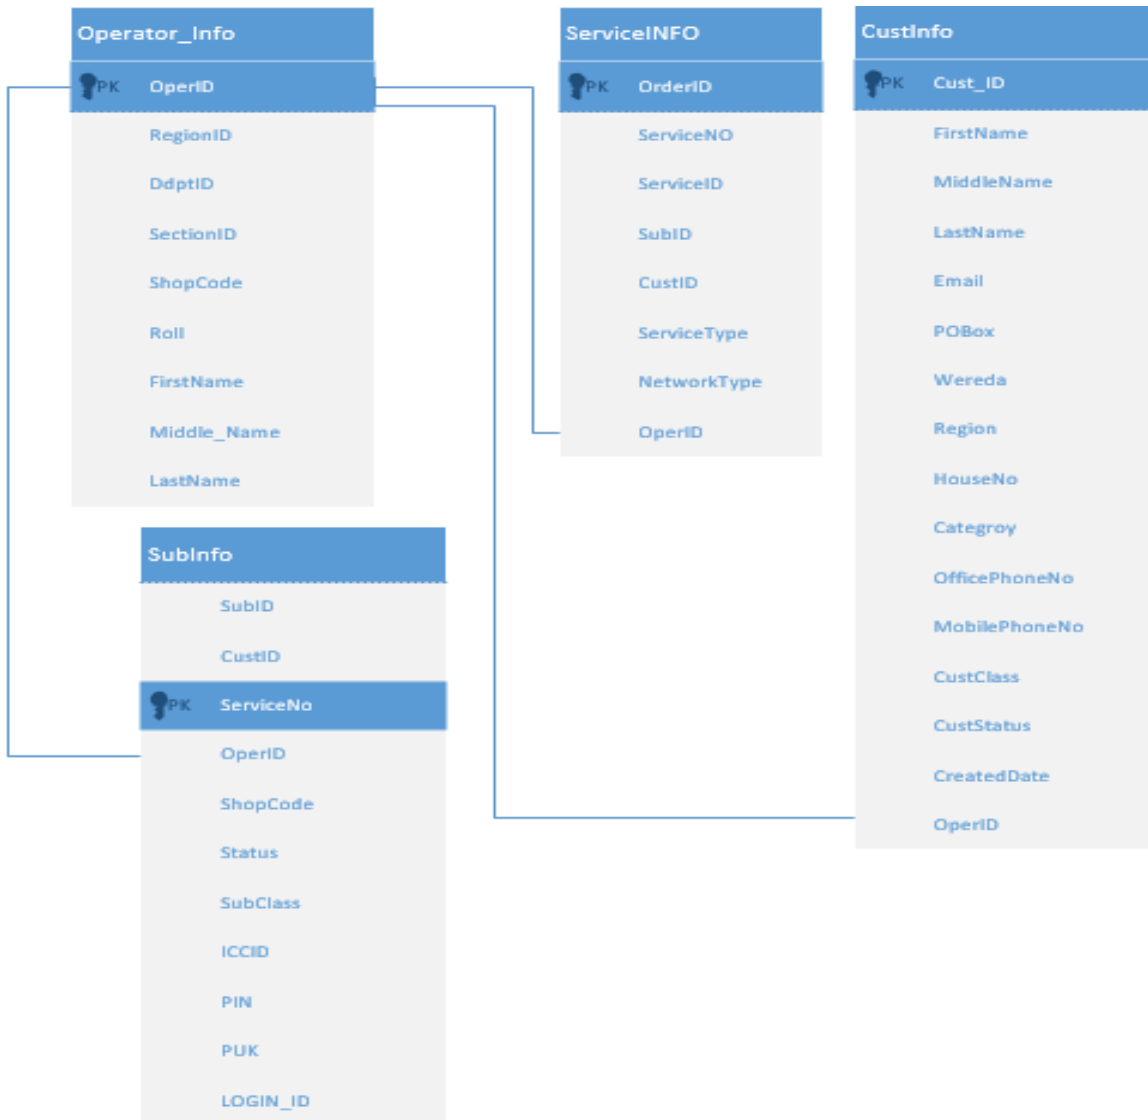 Operator_Info
PK OperID
RegionID
DdptID
SectionID
ShopCode
Roll
FirstName
Middle_Name
LastName
ServiceINFO
PK OrderID
ServiceNO
ServiceID
SubID
CustID
ServiceType
NetworkType
OperID
CustInfo
PK Cust_ID
FirstName
MiddleName
LastName
Email
POBox
Wereda
Region
HouseNo
Categroy
OfficePhoneNo
MobilePhoneNo
CustClass
CustStatus
CreatedDate
OperID
SubInfo
SubID
CustID
PK ServiceNo
OperID
ShopCode
Status
SubClass
ICCID
PIN
PUK
LOGIN_ID